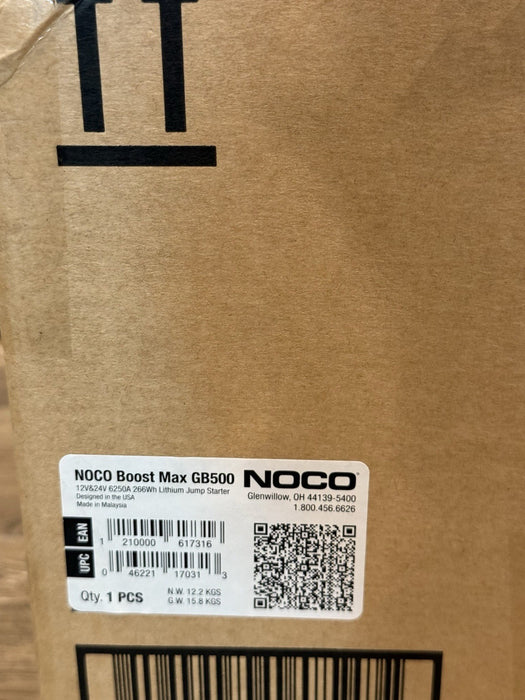 NOCO Boost Max GB500
12V&24V 6250A 266Wh Lithium Jump Starter
Designed in the USA
Made in Malaysia
NOCO
Glenwillow, OH 44139-5400
1.800.456.6626
EAN
1 210000 617316
UPC
0 46221 17031 3
Qty. 1 PCS
N.W. 12.2 KGS
G.W. 15.8 KGS